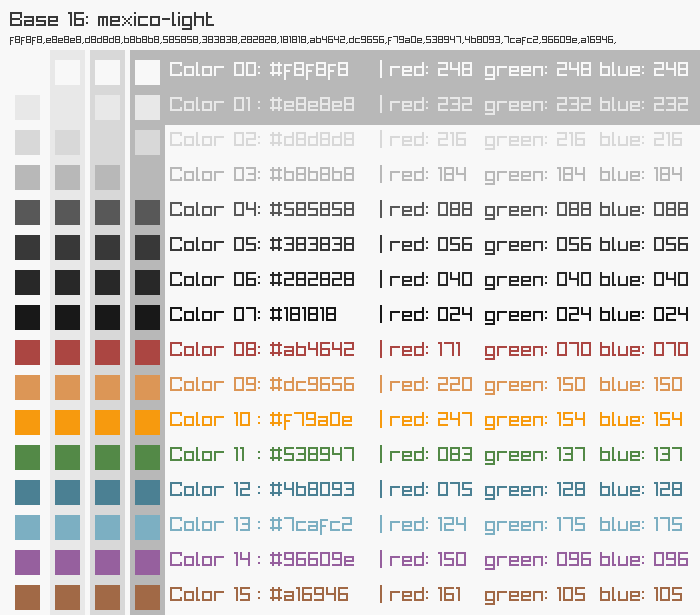 Base 16: mexico-light
f8f8f8,e8e8e8,d8d8d8,b8b8b8,585858,383838,282828,181818,ab4642,dc9656,f79a0e,538947,4b8093,7cafc2,96609e,a16946,
Color 00: #f8f8f8 | red: 248 green: 248 blue: 248
Color 01 : #e8e8e8 | red: 232 green: 232 blue: 232
Color 02: #d8d8d8 | red: 216 green: 216 blue: 216
Color 03: #b8b8b8 | red: 184 green: 184 blue: 184
Color 04: #585858 | red: 088 green: 088 blue: 088
Color 05: #383838 | red: 056 green: 056 blue: 056
Color 06: #282828 | red: 040 green: 040 blue: 040
Color 07: #181818 | red: 024 green: 024 blue: 024
Color 08: #ab4642 | red: 171 green: 070 blue: 070
Color 09: #dc9656 | red: 220 green: 150 blue: 150
Color 10 : #f79a0e | red: 247 green: 154 blue: 154
Color 11 : #538947 | red: 083 green: 137 blue: 137
Color 12 : #4b8093 | red: 075 green: 128 blue: 128
Color 13 : #7cafc2 | red: 124 green: 175 blue: 175
Color 14 : #96609e | red: 150 green: 096 blue: 096
Color 15 : #a16946 | red: 161 green: 105 blue: 105